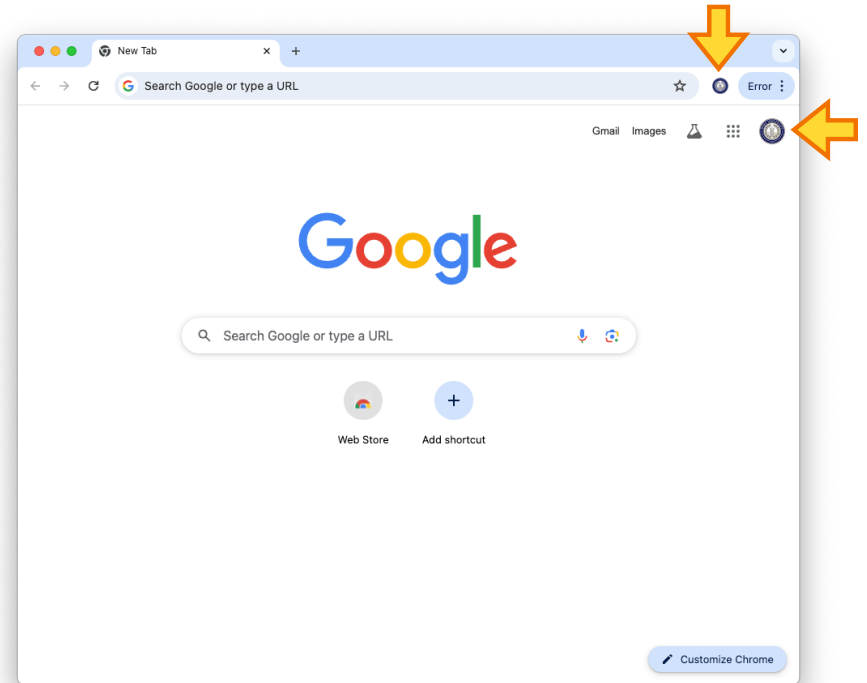 New Tab
Search Google or type a URL
Error
Gmail Images
Google
Search Google or type a URL
Web Store Add shortcut
Customize Chrome